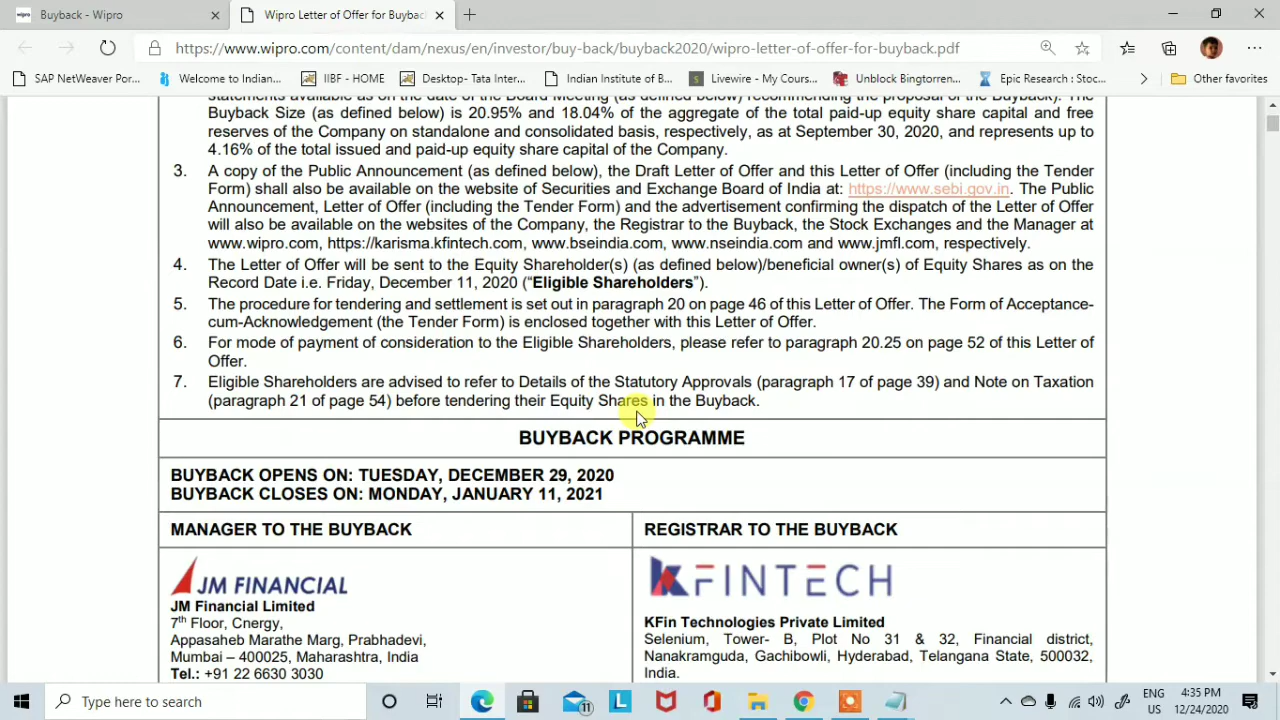 Buyback - Wipro
Wipro Letter of Offer for Buyback
https://www.wipro.com/content/dam/nexus/en/investor/buy-back/buyback2020/wipro-letter-of-offer-for-buyback.pdf
SAP NetWeaver Por...
Welcome to Indian...
IIBF - HOME
Desktop- Tata Inter...
Indian Institute of B...
Livewire - My Cours...
Unblock Bingtorren...
Epic Research : Stoc...
Other favorites
statements available as on the date of the Board Meeting (as defined below) recommending the proposal of the Buyback). The
Buyback Size (as defined below) is 20.95% and 18.04% of the aggregate of the total paid-up equity share capital and free
reserves of the Company on standalone and consolidated basis, respectively, as at September 30, 2020, and represents up to
4.16% of the total issued and paid-up equity share capital of the Company.
3. A copy of the Public Announcement (as defined below), the Draft Letter of Offer and this Letter of Offer (including the Tender
Form) shall also be available on the website of Securities and Exchange Board of India at: https://www.sebi.gov.in. The Public
Announcement, Letter of Offer (including the Tender Form) and the advertisement confirming the dispatch of the Letter of Offer
will also be available on the websites of the Company, the Registrar to the Buyback, the Stock Exchanges and the Manager at
www.wipro.com, https://karisma.kfintech.com, www.bseindia.com, www.nseindia.com and www.jmfl.com, respectively.
4. The Letter of Offer will be sent to the Equity Shareholder(s) (as defined below)/beneficial owner(s) of Equity Shares as on the
Record Date i.e. Friday, December 11, 2020 (“Eligible Shareholders”).
5. The procedure for tendering and settlement is set out in paragraph 20 on page 46 of this Letter of Offer. The Form of Acceptance-
cum-Acknowledgement (the Tender Form) is enclosed together with this Letter of Offer.
6. For mode of payment of consideration to the Eligible Shareholders, please refer to paragraph 20.25 on page 52 of this Letter of
Offer.
7. Eligible Shareholders are advised to refer to Details of the Statutory Approvals (paragraph 17 of page 39) and Note on Taxation
(paragraph 21 of page 54) before tendering their Equity Shares in the Buyback.
BUYBACK PROGRAMME
BUYBACK OPENS ON: TUESDAY, DECEMBER 29, 2020
BUYBACK CLOSES ON: MONDAY, JANUARY 11, 2021
MANAGER TO THE BUYBACK
JM FINANCIAL
JM Financial Limited
7th Floor, Cnergy,
Appasaheb Marathe Marg, Prabhadevi,
Mumbai – 400025, Maharashtra, India
Tel.: +91 22 6630 3030
REGISTRAR TO THE BUYBACK
KFINTECH
KFin Technologies Private Limited
Selenium, Tower- B, Plot No 31 & 32, Financial district,
Nanakramguda, Gachibowli, Hyderabad, Telangana State, 500032,
India.
Type here to search
11
ENG
US
4:35 PM
12/24/2020